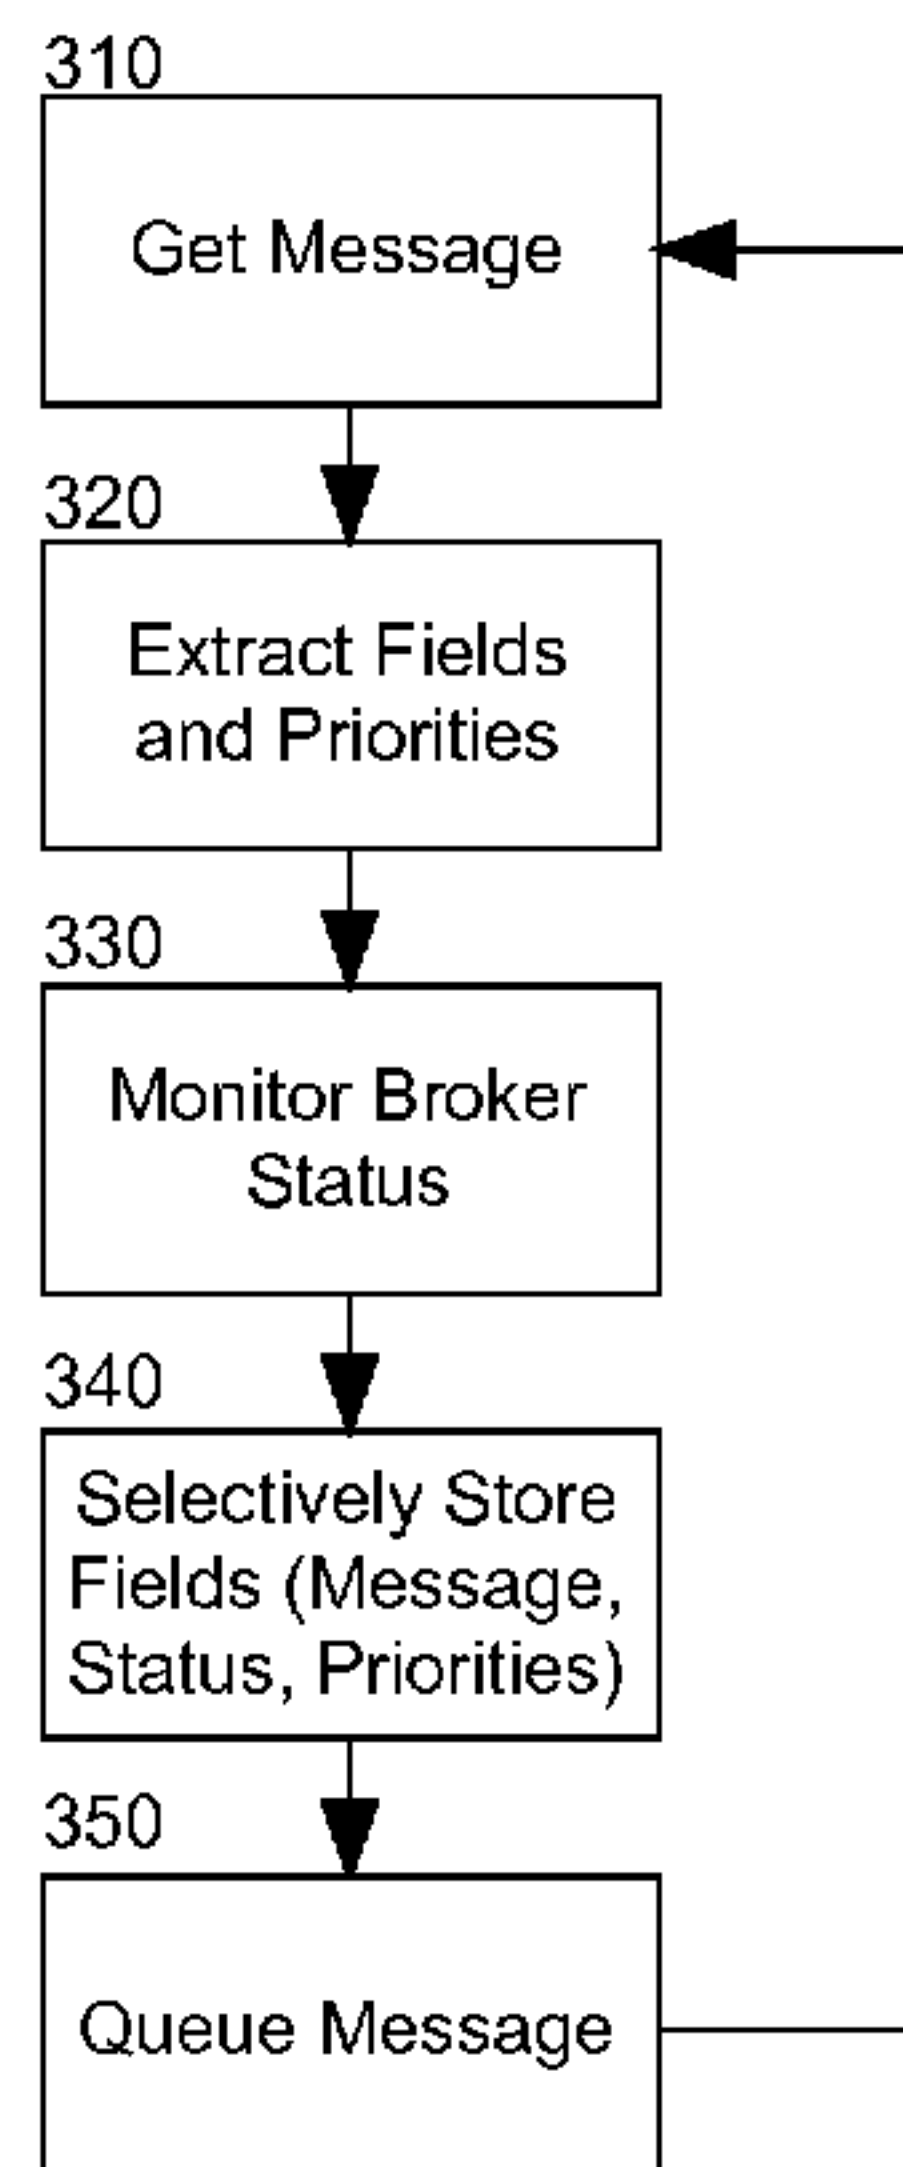 310
Get Message
320
Extract Fields
and Priorities
330
Monitor Broker
Status
340
Selectively Store
Fields (Message,
Status, Priorities)
350
Queue Message